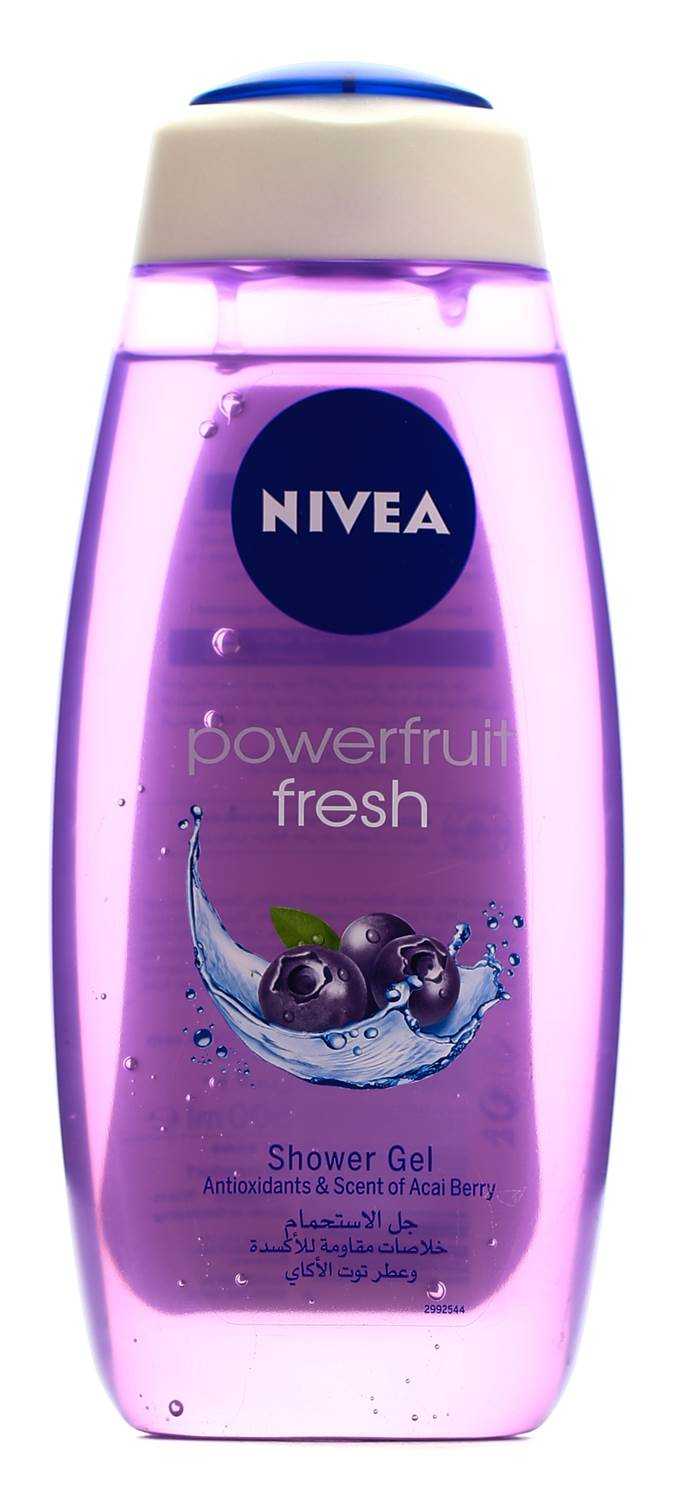 NIVEA
powerfruit
fresh
Shower Gel
Antioxidants & Scent of Acai Berry
جل الاستحمام
خلاصات مقاومة للأكسدة
وعطر توت الأكاي
2992544